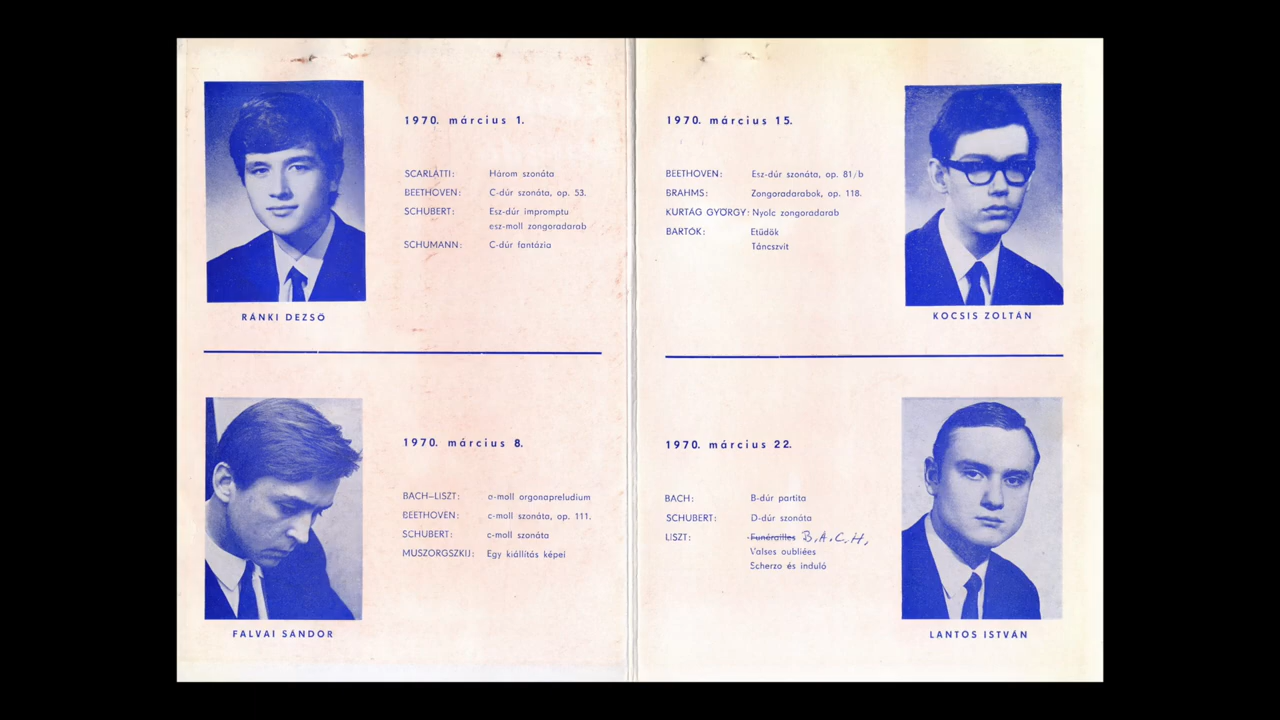 1970. március 1.
SCARLATTI: Három szonáta
BEETHOVEN: C-dúr szonáta, op. 53.
SCHUBERT: Esz-dúr impromptu
esz-moll zongoradarab
SCHUMANN: C-dúr fantázia
RÁNKI DEZSŐ
1970. március 8.
BACH–LISZT: a-moll orgonapreludium
BEETHOVEN: c-moll szonáta, op. 111.
SCHUBERT: c-moll szonáta
MUSZORGSZKIJ: Egy kiállítás képei
FALVAI SÁNDOR
1970. március 15.
BEETHOVEN: Esz-dúr szonáta, op. 81/b
BRAHMS: Zongoradarabok, op. 118.
KURTÁG GYÖRGY: Nyolc zongoradarab
BARTÓK: Etüdök
Táncszvit
KOCSIS ZOLTÁN
1970. március 22.
BACH: B-dúr partita
SCHUBERT: D-dúr szonáta
LISZT: Funérailles B.A.C.H.
Valses oubliées
Scherzo és induló
LANTOS ISTVÁN